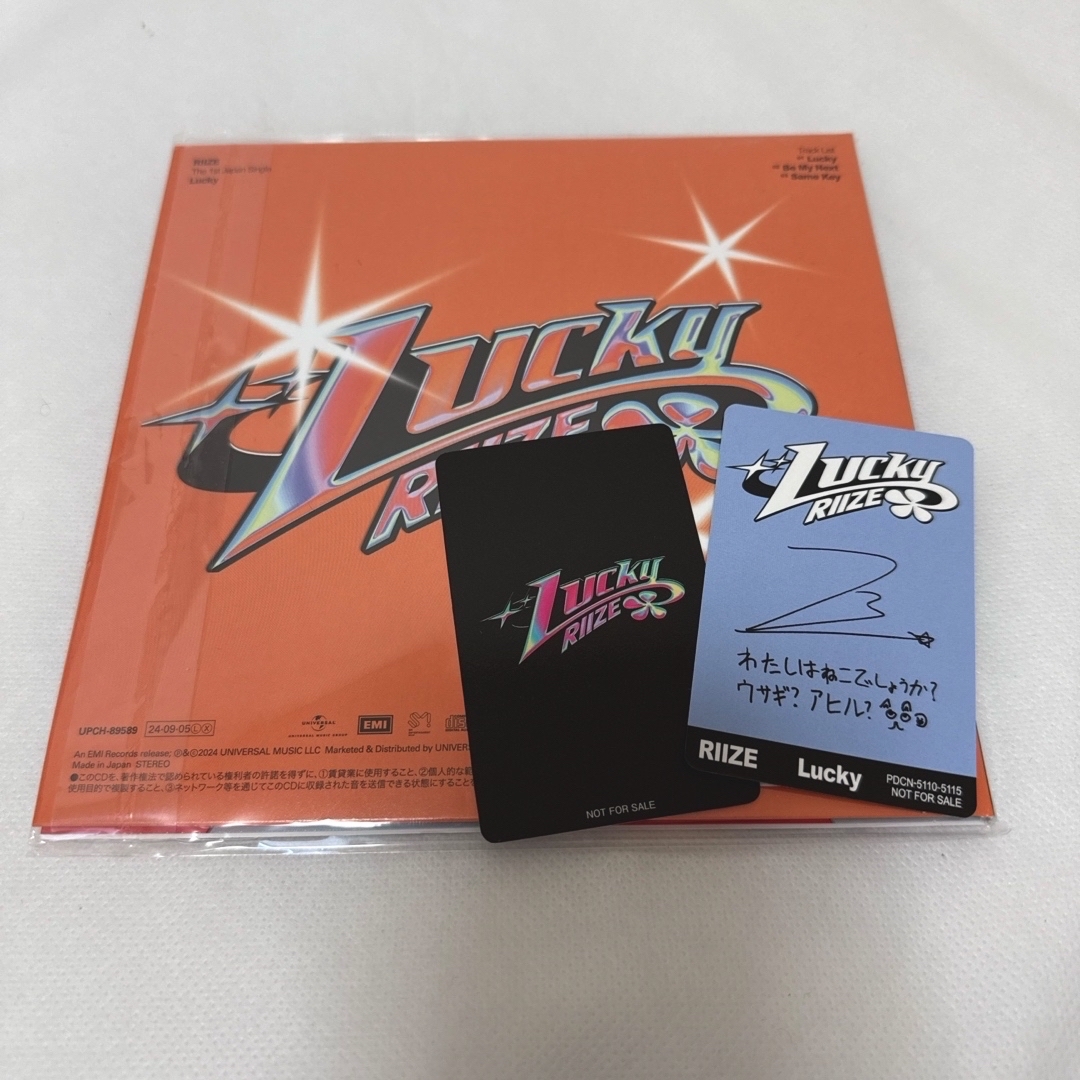 RIIZE
The 1st Japan Single
Lucky
Track List
01 Lucky
02 Be My Next
03 Same Key
Lucky
RIIZE
UPCH-89589
24-09-05 Ⓛ Ⓧ
UNIVERSAL
UNIVERSAL MUSIC GROUP
EMI
SM
An EMI Records release; ℗&©2024 UNIVERSAL MUSIC LLC Marketed & Distributed by UNIVERS
Made in Japan STEREO
●このCDを、著作権法で認められている権利者の許諾を得ずに、①賃貸業に使用すること、②個人的な範
使用目的で複製すること、③ネットワーク等を通じてこのCDに収録された音を送信できる状態にすること
Lucky
RIIZE
NOT FOR SALE
Lucky
RIIZE
わたしはねこでしょうか?
ウサギ? アヒル?
RIIZE
Lucky
PDCN-5110-5115
NOT FOR SALE